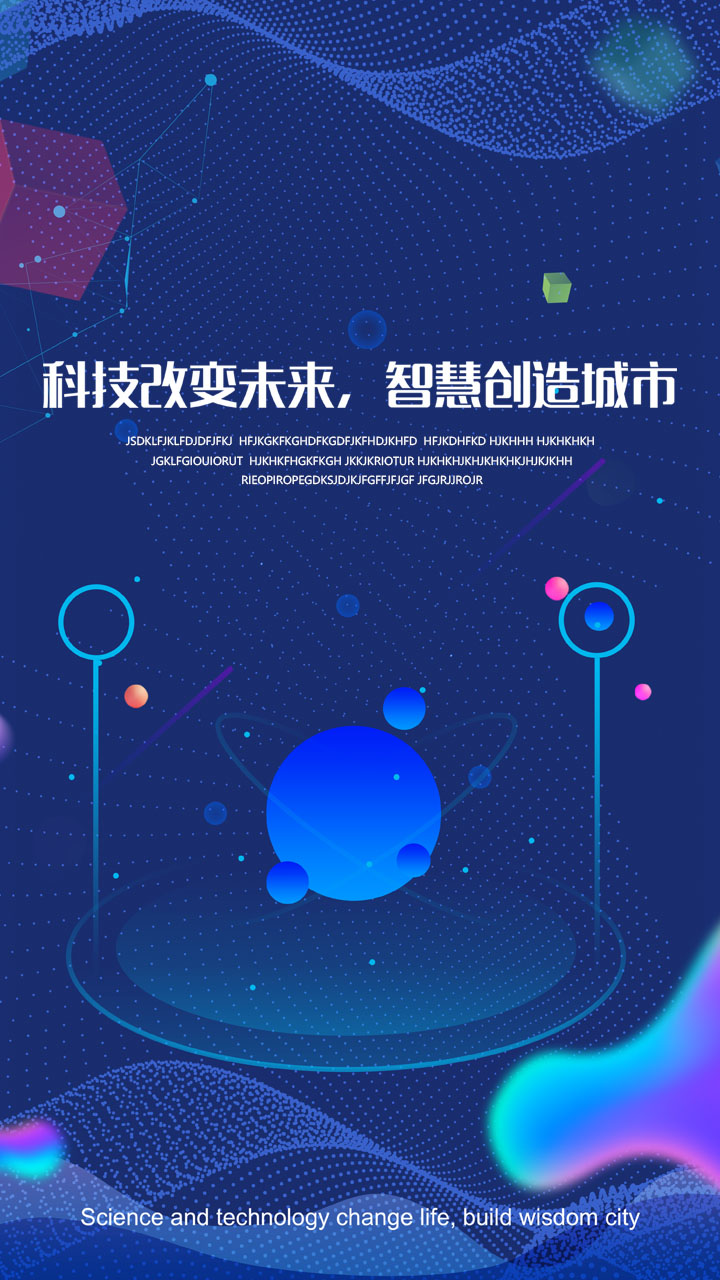 科技改变未来，智慧创造城市
JSDKLFJKLFDJDFJFKJ HFJKGKFKGHDFKGDFJKFHDJKHFD HFJKDHFKD HJKHHH HJKHKHKH
JGKLFGIOUIORUT HJKHKFHGKFKGH JKKJKRIOTUR HJKHKHJKHJKHKHKJHJKJKHH
RIEOPIROPEGDKSJDJKJFGFFJFJGF JFGJRJJROJR
Science and technology change life, build wisdom city